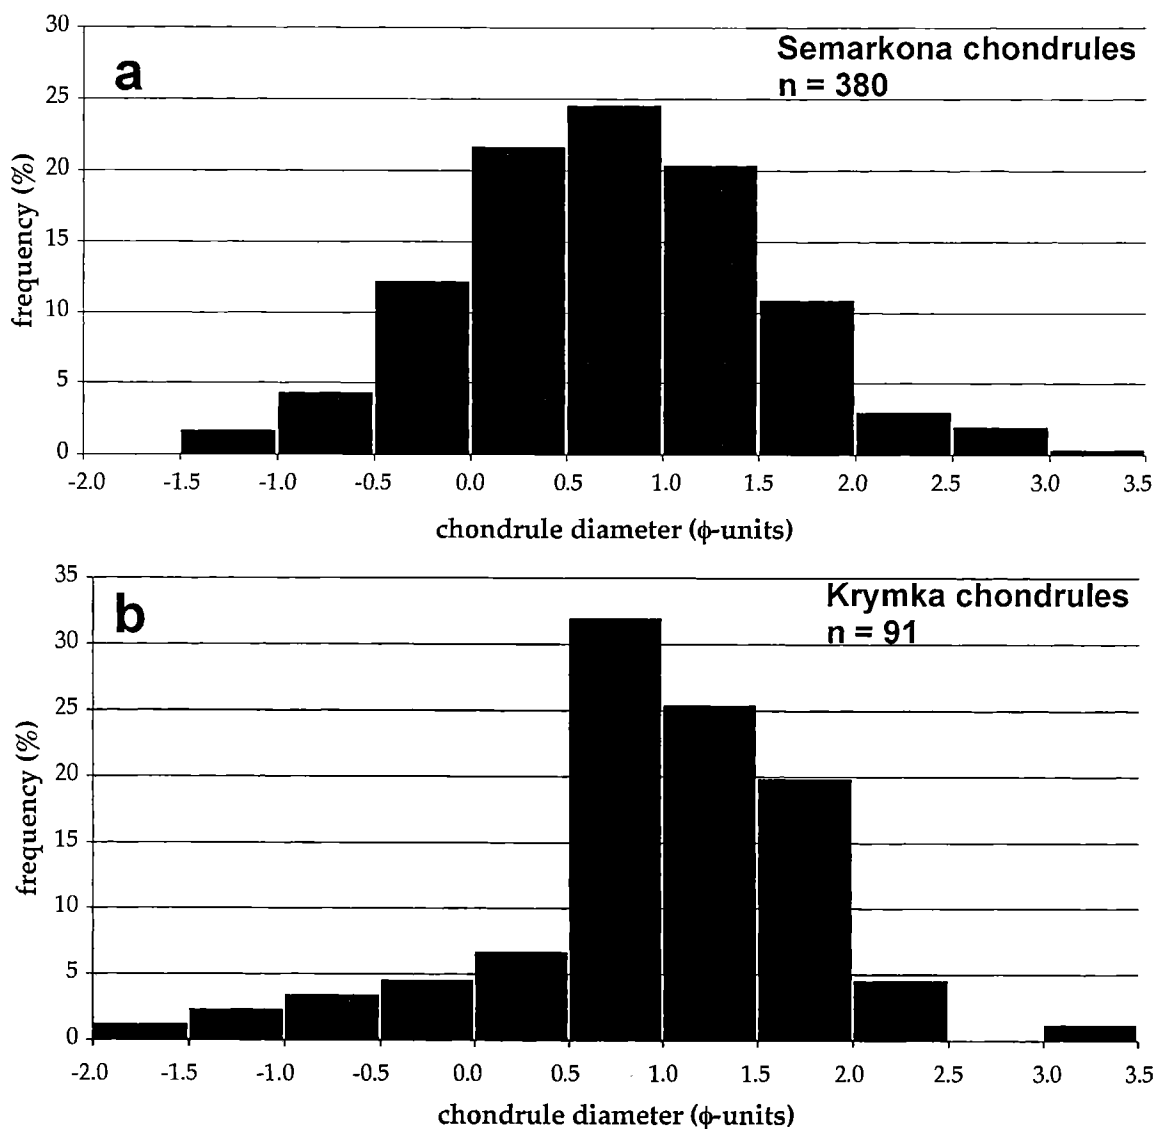 30
a
Semarkona chondrules
n = 380
25
20
15
10
5
0
frequency (%)
-2.0 -1.5 -1.0 -0.5 0.0 0.5 1.0 1.5 2.0 2.5 3.0 3.5
chondrule diameter (ϕ-units)
35
b
Krymka chondrules
n = 91
30
25
20
15
10
5
0
frequency (%)
-2.0 -1.5 -1.0 -0.5 0.0 0.5 1.0 1.5 2.0 2.5 3.0 3.5
chondrule diameter (ϕ-units)